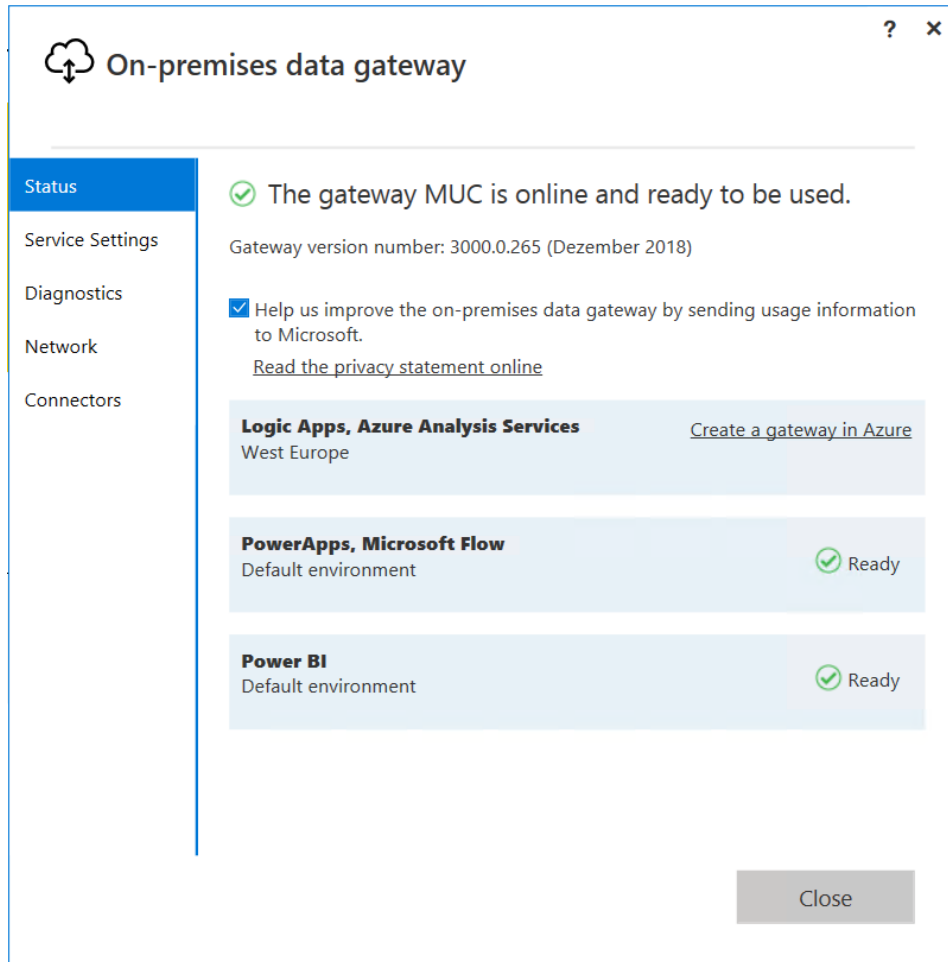 ? ×
On-premises data gateway
Status
Service Settings
Diagnostics
Network
Connectors
The gateway MUC is online and ready to be used.
Gateway version number: 3000.0.265 (Dezember 2018)
Help us improve the on-premises data gateway by sending usage information
to Microsoft.
Read the privacy statement online
Logic Apps, Azure Analysis Services
Create a gateway in Azure
West Europe
PowerApps, Microsoft Flow
Default environment
Ready
Power BI
Default environment
Ready
Close